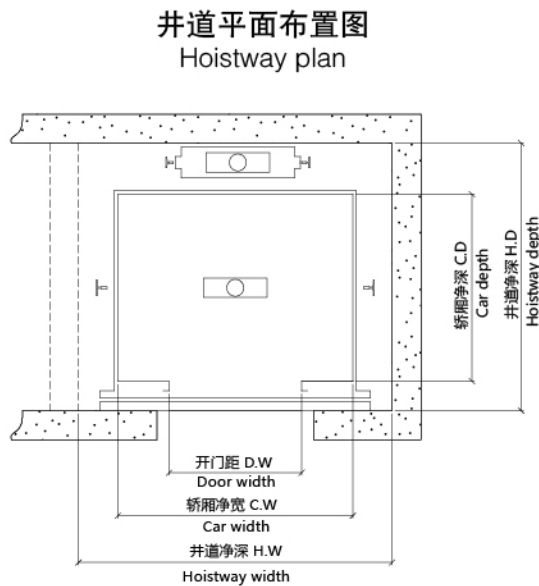 井道平面布置图
Hoistway plan
轿厢净深 C.D
Car depth
井道净深 H.D
Hoistway depth
开门距 D.W
Door width
轿厢净宽 C.W
Car width
井道净深 H.W
Hoistway width